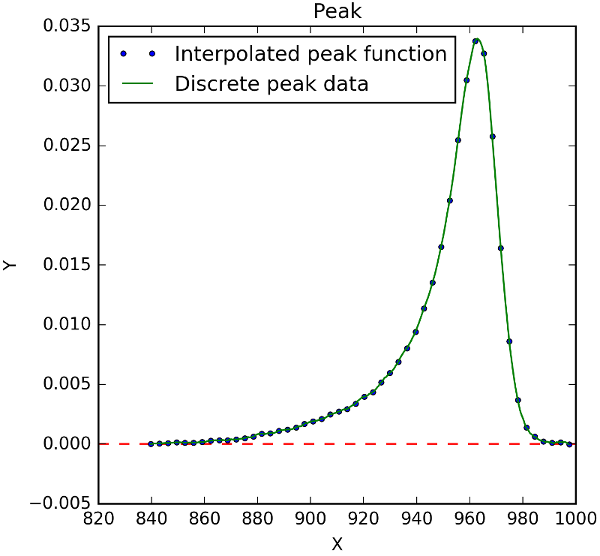 Peak
0.035
Interpolated peak function
Discrete peak data
0.030
0.025
0.020
0.015
0.010
0.005
0.000
−0.005
Y
820 840 860 880 900 920 940 960 980 1000
X